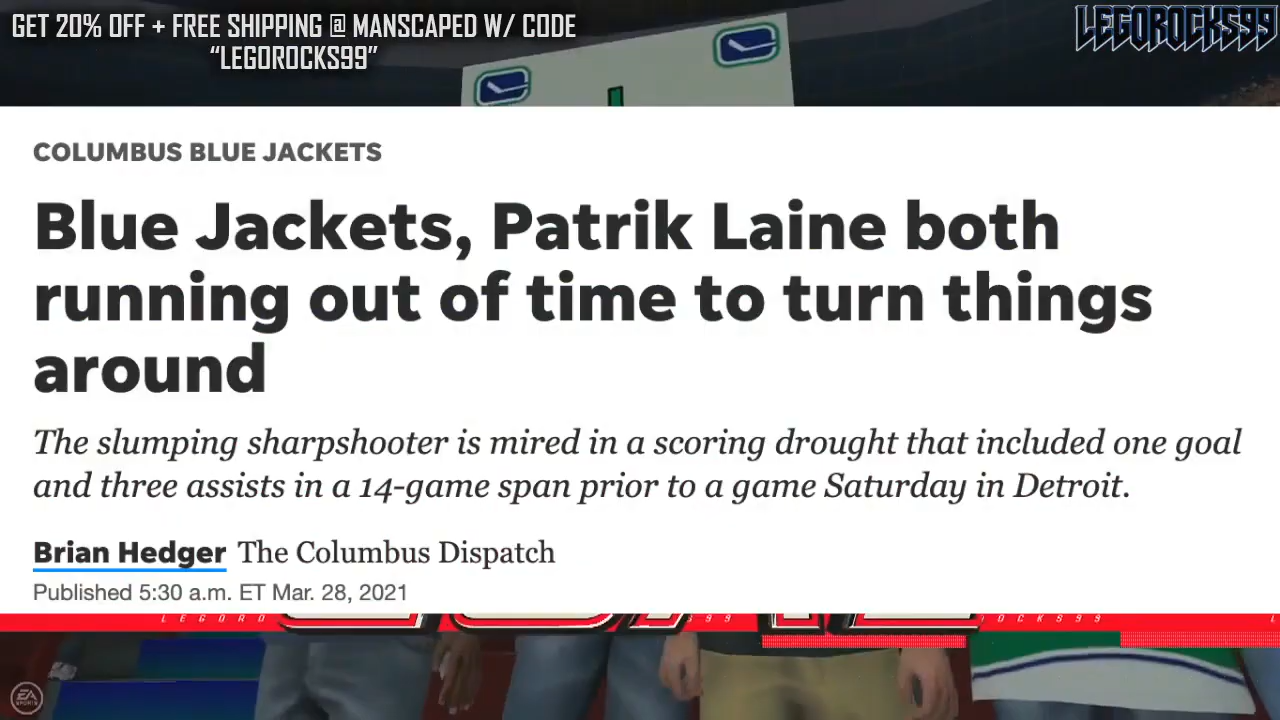 GET 20% OFF + FREE SHIPPING @ MANSCAPED W/ CODE
"LEGOROCKS99"
LEGOROCKS99
COLUMBUS BLUE JACKETS
Blue Jackets, Patrik Laine both
running out of time to turn things
around
The slumping sharpshooter is mired in a scoring drought that included one goal
and three assists in a 14-game span prior to a game Saturday in Detroit.
Brian Hedger The Columbus Dispatch
Published 5:30 a.m. ET Mar. 28, 2021
EA
SPORTS